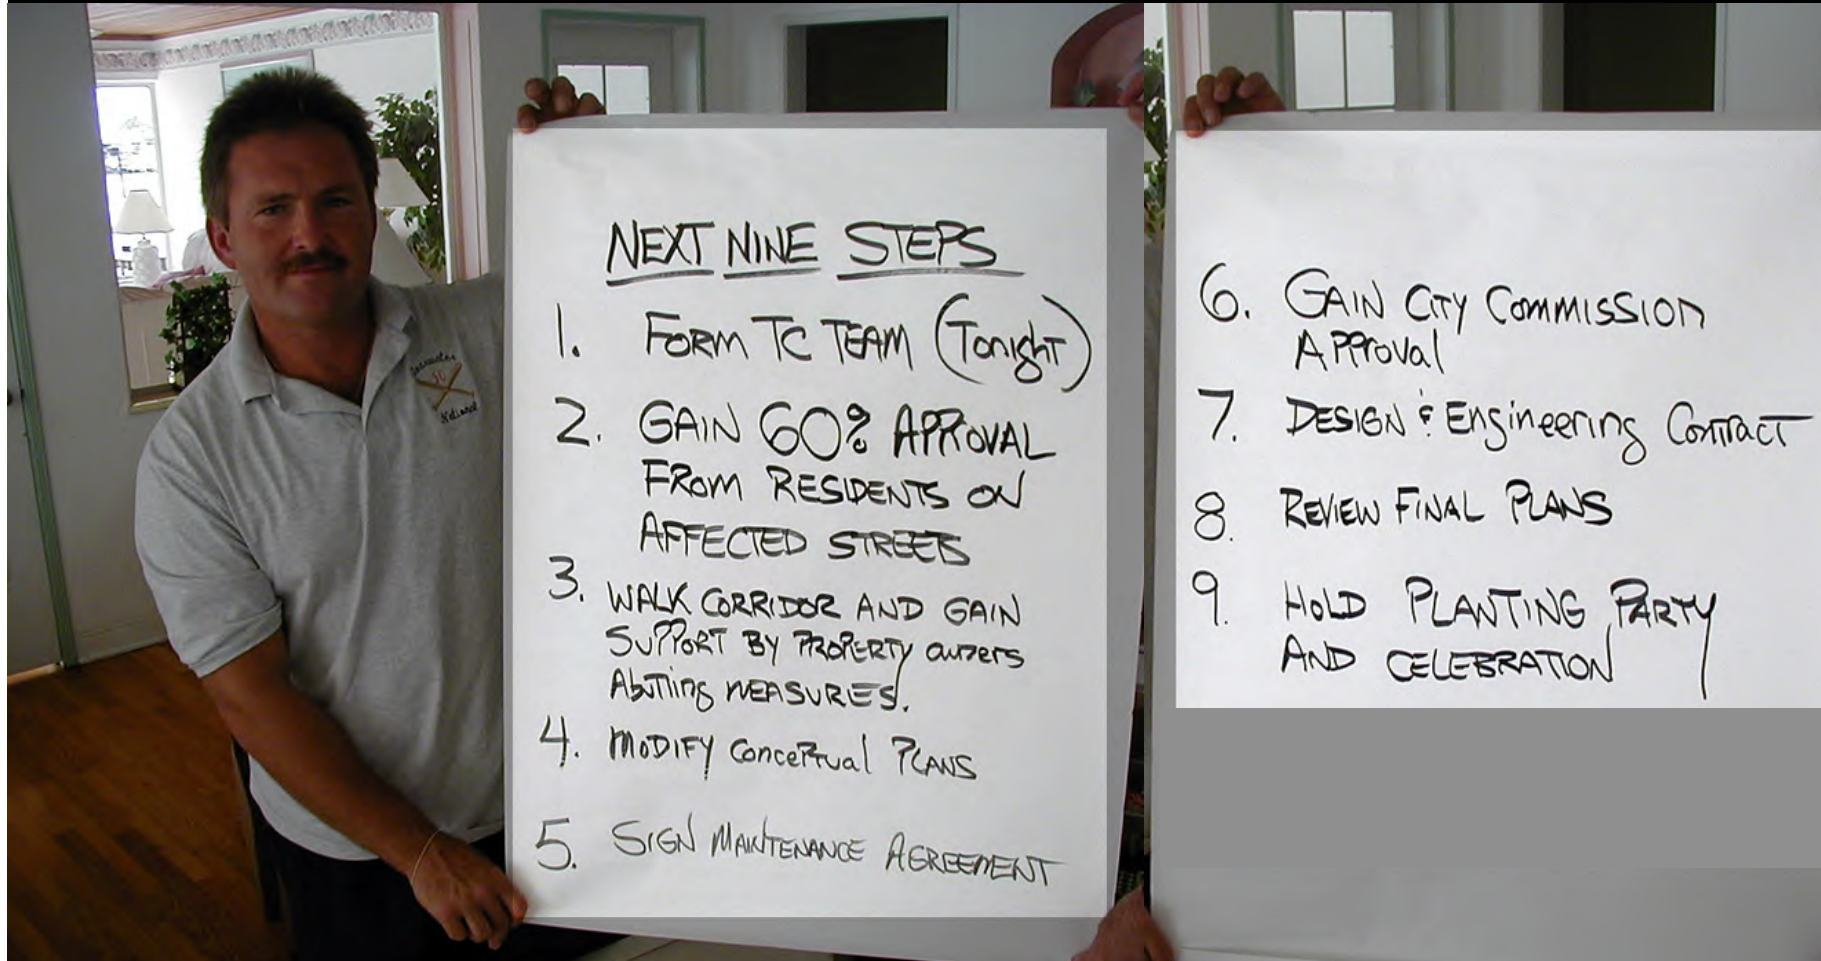 NEXT NINE STEPS
1. FORM TC TEAM (Tonight)
2. GAIN 60% APPROVAL
FROM RESIDENTS ON
AFFECTED STREETS
3. WALK CORRIDOR AND GAIN
SUPPORT BY PROPERTY owners
Abutting MEASURES.
4. MODIFY Conceptual PLANS
5. SIGN MAINTENANCE AGREEMENT
6. GAIN CITY COMMISSION
APProval
7. DESIGN & Engineering Contract
8. REVIEW FINAL PLANS
9. HOLD PLANTING PARTY
AND CELEBRATION
Clearwater
National